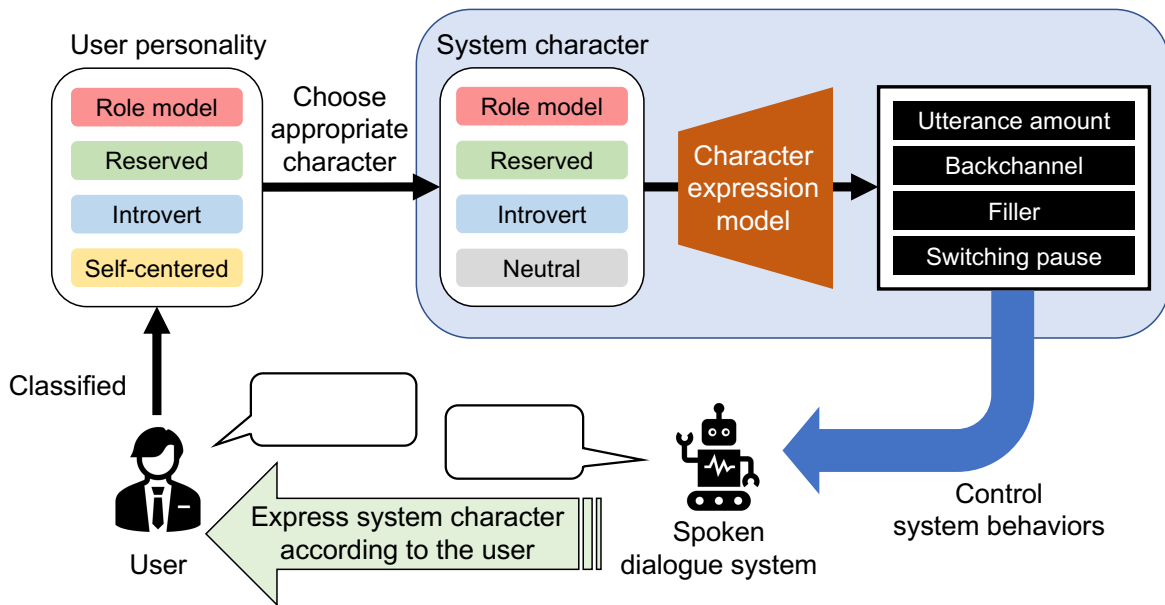 User personality
Role model
Reserved
Introvert
Self-centered
Choose
appropriate
character
System character
Role model
Reserved
Introvert
Neutral
Character
expression
model
Utterance amount
Backchannel
Filler
Switching pause
Classified
User
Express system character
according to the user
Spoken
dialogue system
Control
system behaviors